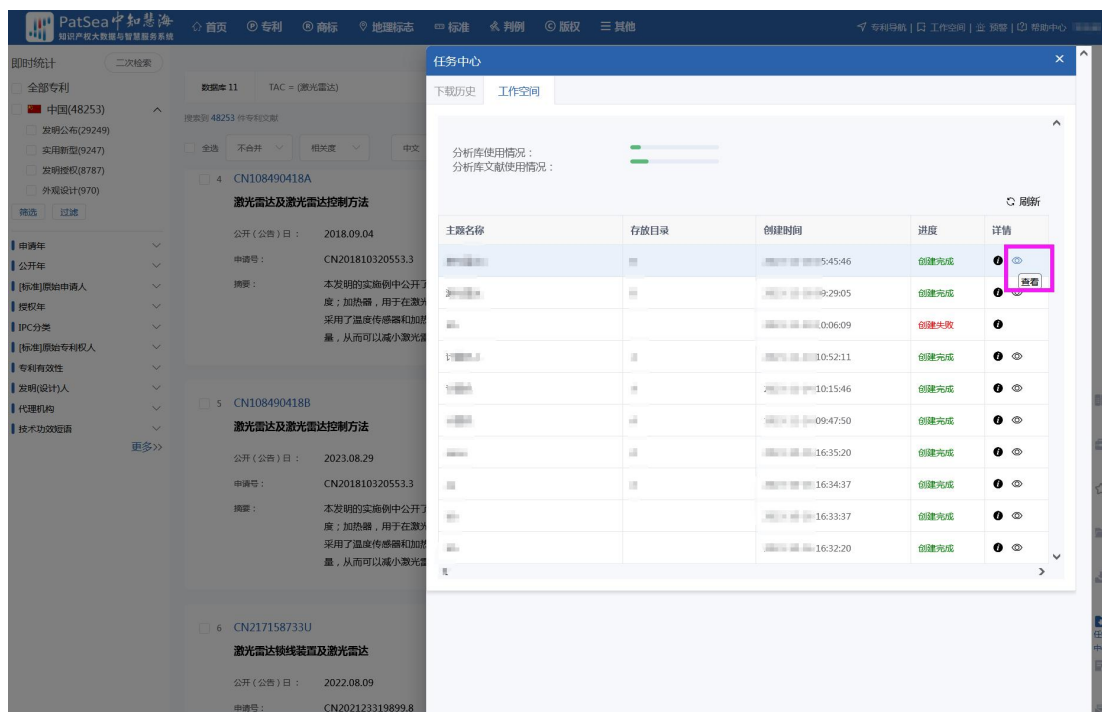 PatSea中知慧海
知识产权大数据与智慧服务系统
首页 专利 商标 地理标志 标准 判例 版权 其他
专利导航 | 工作空间 | 预警 | 帮助中心
即时统计 二次检索
全部专利
中国(48253)
发明公布(29249)
实用新型(9247)
发明授权(8787)
外观设计(970)
筛选 过滤
申请年
公开年
[标准]原始申请人
授权年
IPC分类
[标准]原始专利权人
专利有效性
发明(设计)人
代理机构
技术功效短语
更多>>
数据库 11 TAC = (激光雷达)
搜索到 48253 件专利文献
全选 不合并 相关度 中文
4 CN108490418A
激光雷达及激光雷达控制方法
公开（公告）日： 2018.09.04
申请号： CN201810320553.3
摘要： 本发明的实施例中公开了
度；加热器，用于在激光
采用了温度传感器和加热
量，从而可以减小激光雷
5 CN108490418B
激光雷达及激光雷达控制方法
公开（公告）日： 2023.08.29
申请号： CN201810320553.3
摘要： 本发明的实施例中公开了
度；加热器，用于在激光
采用了温度传感器和加热
量，从而可以减小激光雷
6 CN217158733U
激光雷达锁线装置及激光雷达
公开（公告）日： 2022.08.09
申请号： CN202123319899.8
任务中心 ×
下载历史 工作空间
分析库使用情况：
分析库文献使用情况：
刷新
主题名称 存放目录 创建时间 进度 详情
5:45:46 创建完成
查看
9:29:05 创建完成
0:06:09 创建失败
10:52:11 创建完成
10:15:46 创建完成
09:47:50 创建完成
16:35:20 创建完成
16:34:37 创建完成
16:33:37 创建完成
16:32:20 创建完成